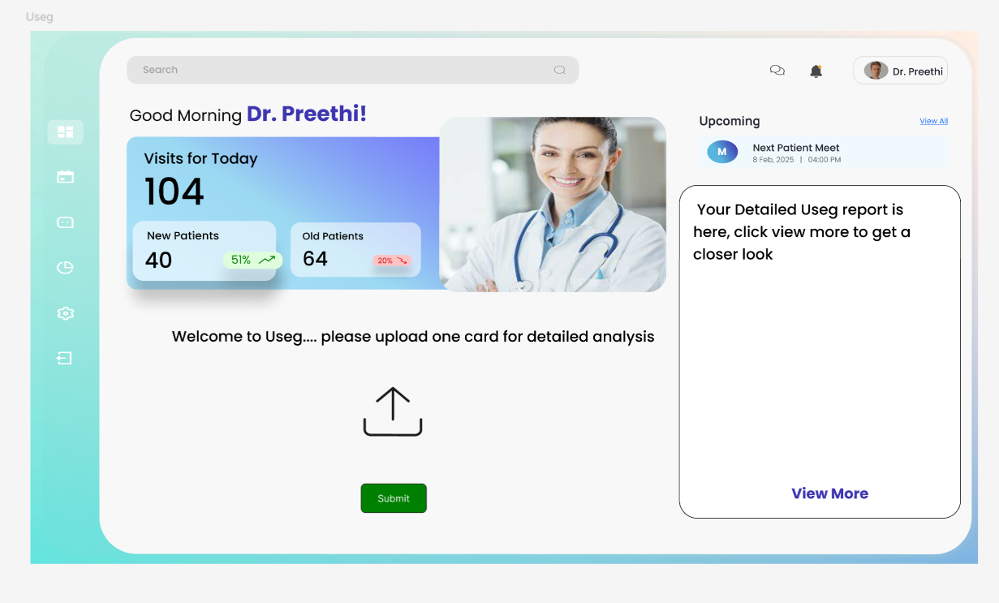 Useg
Search
Dr. Preethi
Good Morning Dr. Preethi!
Visits for Today
104
New Patients
40
51%
Old Patients
64
20%
Upcoming
View All
M
Next Patient Meet
8 Feb, 2025 | 04:00 PM
Your Detailed Useg report is
here, click view more to get a
closer look
View More
Welcome to Useg.... please upload one card for detailed analysis
Submit